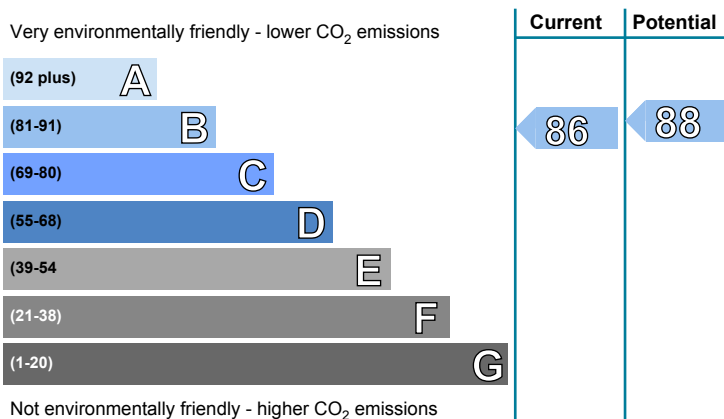 Current Potential
Very environmentally friendly - lower CO2 emissions
(92 plus) A
(81-91) B 86 88
(69-80) C
(55-68) D
(39-54 E
(21-38) F
(1-20) G
Not environmentally friendly - higher CO2 emissions